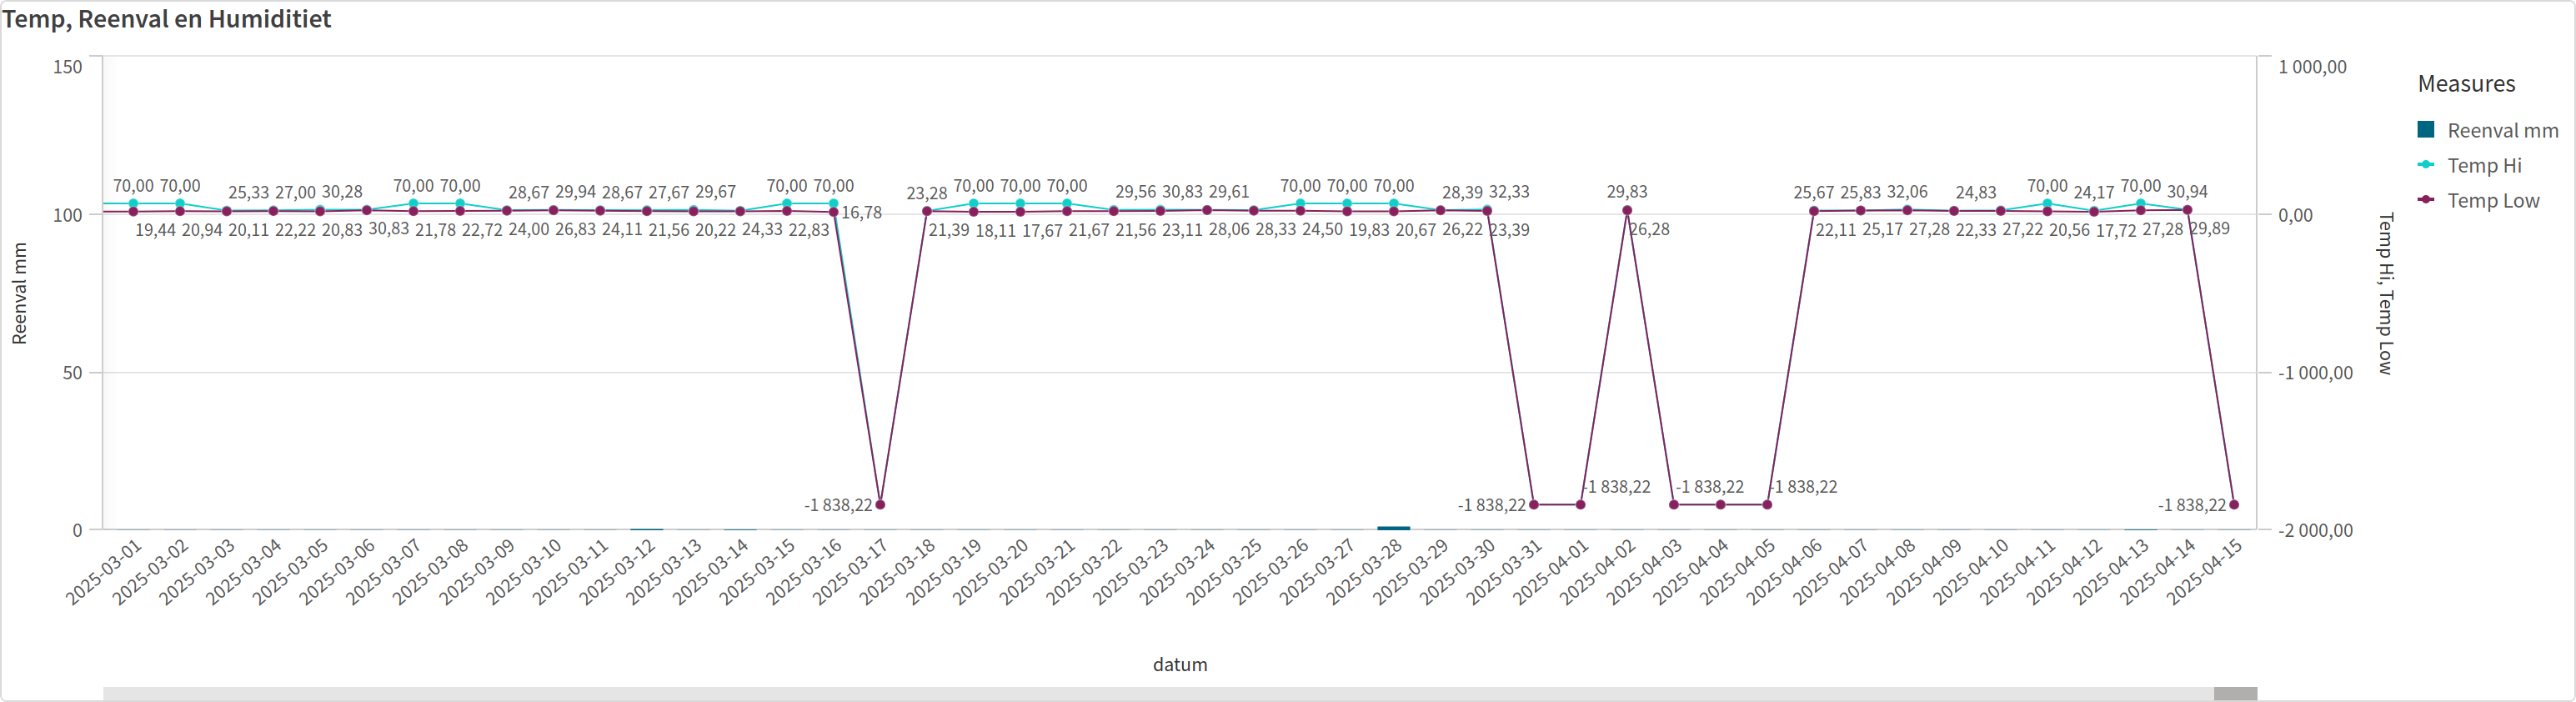 Temp, Reenval en Humiditiet
150
100
50
0
Reenval mm
1 000,00
0,00
-1 000,00
-2 000,00
Temp Hi, Temp Low
Measures
Reenval mm
Temp Hi
Temp Low
70,00 70,00 25,33 27,00 30,28 70,00 70,00 28,67 29,94 28,67 27,67 29,67 70,00 70,00 23,28 70,00 70,00 70,00 29,56 30,83 29,61 70,00 70,00 70,00 28,39 32,33 29,83 25,67 25,83 32,06 24,83 70,00 24,17 70,00 30,94
19,44 20,94 20,11 22,22 20,83 30,83 21,78 22,72 24,00 26,83 24,11 21,56 20,22 24,33 22,83 16,78 21,39 18,11 17,67 21,67 21,56 23,11 28,06 28,33 24,50 19,83 20,67 26,22 23,39 26,28 22,11 25,17 27,28 22,33 27,22 20,56 17,72 27,28 29,89
-1 838,22 -1 838,22 -1 838,22 -1 838,22 -1 838,22 -1 838,22
2025-03-01 2025-03-02 2025-03-03 2025-03-04 2025-03-05 2025-03-06 2025-03-07 2025-03-08 2025-03-09 2025-03-10 2025-03-11 2025-03-12 2025-03-13 2025-03-14 2025-03-15 2025-03-16 2025-03-17 2025-03-18 2025-03-19 2025-03-20 2025-03-21 2025-03-22 2025-03-23 2025-03-24 2025-03-25 2025-03-26 2025-03-27 2025-03-28 2025-03-29 2025-03-30 2025-03-31 2025-04-01 2025-04-02 2025-04-03 2025-04-04 2025-04-05 2025-04-06 2025-04-07 2025-04-08 2025-04-09 2025-04-10 2025-04-11 2025-04-12 2025-04-13 2025-04-14 2025-04-15
datum